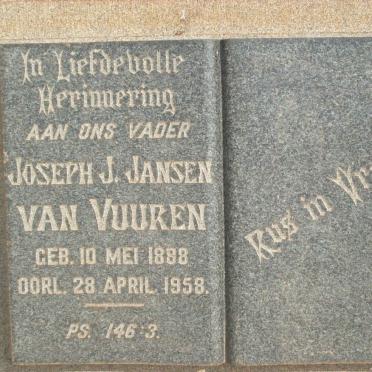 In Liefdevolle
Herinnering
AAN ONS VADER
JOSEPH J. JANSEN
VAN VUUREN
GEB. 10 MEI 1888
OORL. 28 APRIL 1958.
PS. 146:3.
Rus in